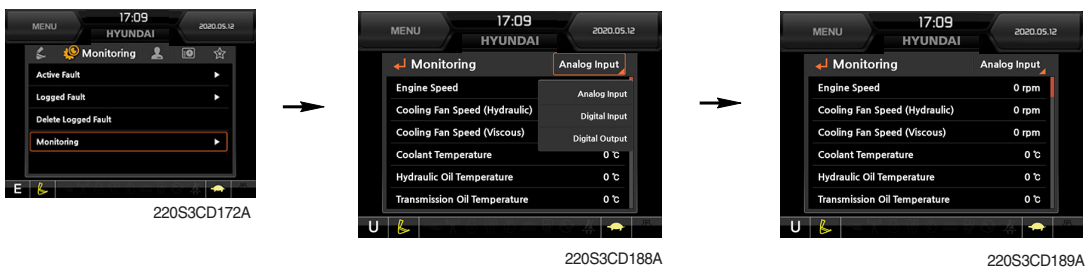 MENU
17:09
HYUNDAI
2020.05.12
Monitoring
Active Fault
Logged Fault
Delete Logged Fault
Monitoring
E
220S3CD172A
MENU
17:09
HYUNDAI
2020.05.12
Monitoring
Analog Input
Engine Speed
Analog Input
Cooling Fan Speed (Hydraulic)
Digital Input
Cooling Fan Speed (Viscous)
Digital Output
Coolant Temperature 0 ℃
Hydraulic Oil Temperature 0 ℃
Transmission Oil Temperature 0 ℃
U
220S3CD188A
MENU
17:09
HYUNDAI
2020.05.12
Monitoring
Analog Input
Engine Speed 0 rpm
Cooling Fan Speed (Hydraulic) 0 rpm
Cooling Fan Speed (Viscous) 0 rpm
Coolant Temperature 0 ℃
Hydraulic Oil Temperature 0 ℃
Transmission Oil Temperature 0 ℃
U
220S3CD189A